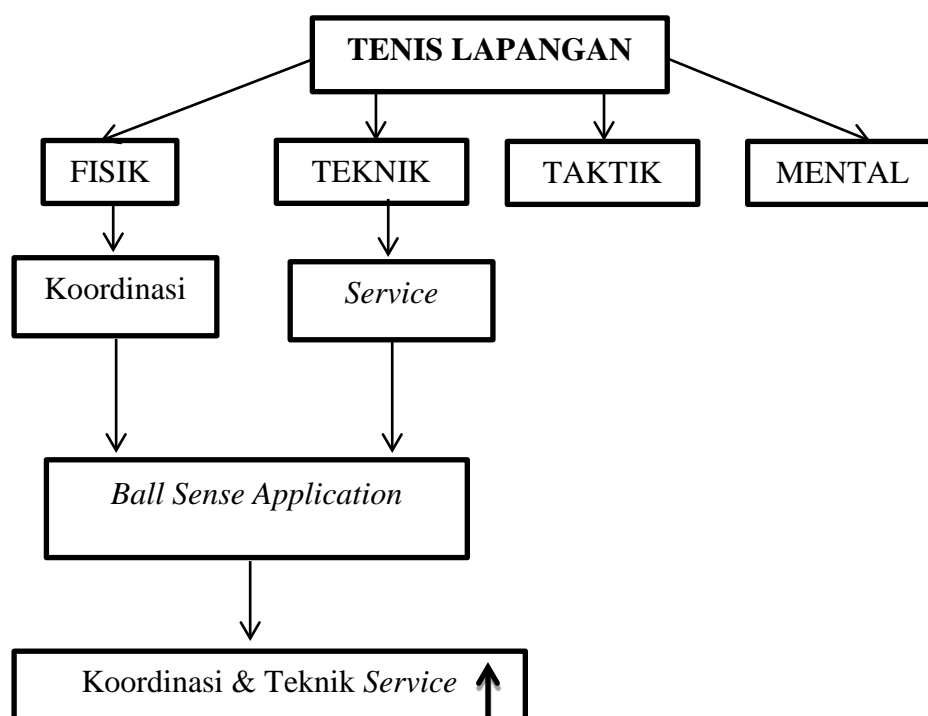 TENIS LAPANGAN
FISIK
TEKNIK
TAKTIK
MENTAL
Koordinasi
Service
Ball Sense Application
Koordinasi & Teknik Service